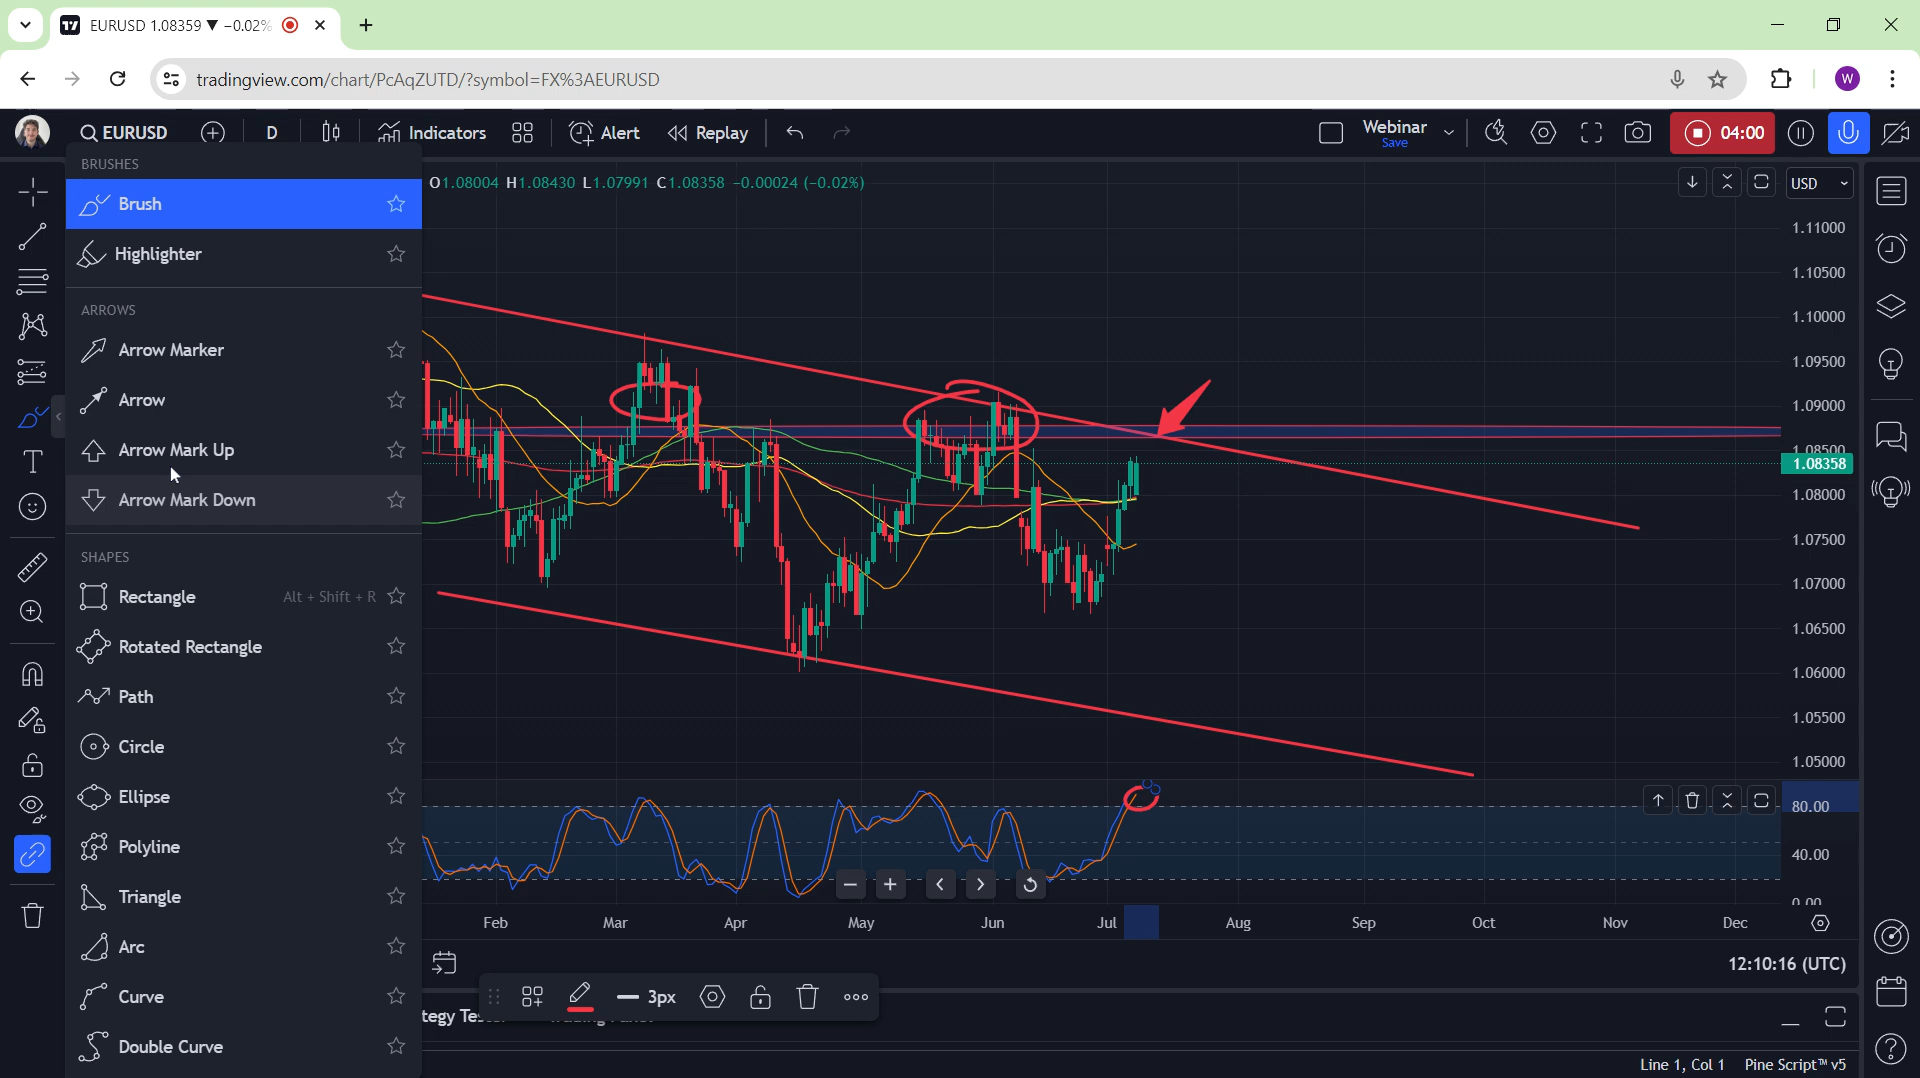 EURUSD 1.08359 ▼ −0.02%
tradingview.com/chart/PcAqZUTD/?symbol=FX%3AEURUSD
W
EURUSD
D
Indicators
Alert
Replay
Webinar
Save
04:00
BRUSHES
Brush
Highlighter
ARROWS
Arrow Marker
Arrow
Arrow Mark Up
Arrow Mark Down
SHAPES
Rectangle Alt + Shift + R
Rotated Rectangle
Path
Circle
Ellipse
Polyline
Triangle
Arc
Curve
Double Curve
O1.08004 H1.08430 L1.07991 C1.08358 −0.00024 (−0.02%)
USD
1.11000
1.10500
1.10000
1.09500
1.09000
1.08500
1.08358
1.08000
1.07500
1.07000
1.06500
1.06000
1.05500
1.05000
80.00
40.00
0.00
Feb Mar Apr May Jun Jul Aug Sep Oct Nov Dec
12:10:16 (UTC)
3px
Line 1, Col 1 Pine Script™ v5